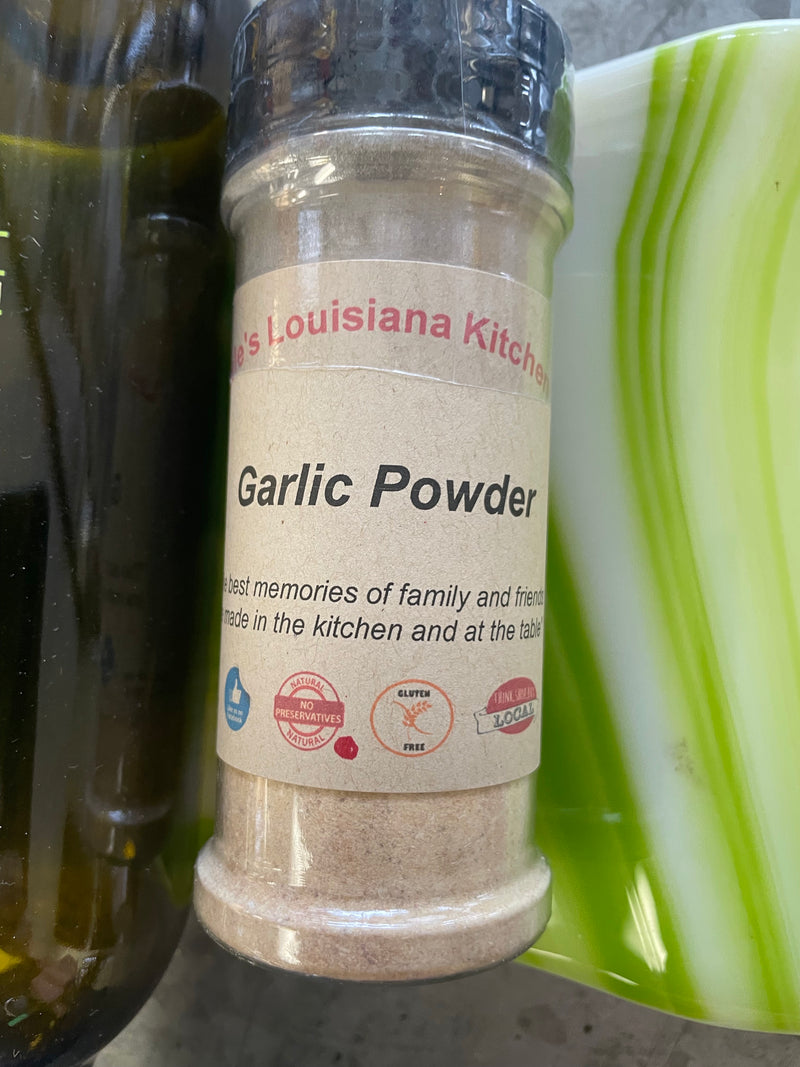 e's Louisiana Kitchen
Garlic Powder
best memories of family and friends
made in the kitchen and at the table"
NATURAL
NO
PRESERVATIVES
NATURAL
GLUTEN
FREE
LOCAL